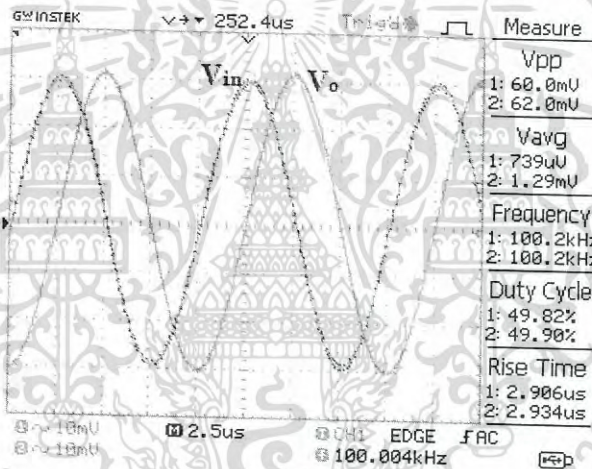 GWINSTEK
252.4us
Trig'd
Measure
Vin
Vo
Vpp
1: 60.0mV
2: 62.0mV
Vavg
1: 739uV
2: 1.29mV
Frequency
1: 100.2kHz
2: 100.2kHz
Duty Cycle
1: 49.82%
2: 49.90%
Rise Time
1: 2.906us
2: 2.934us
10mV
M 2.5us
CH1 EDGE AC
10mV
100.004kHz